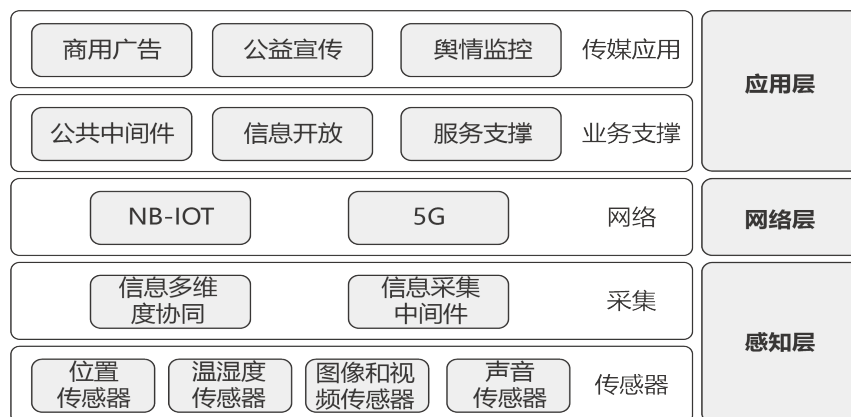 商用广告 公益宣传 舆情监控 传媒应用
应用层
公共中间件 信息开放 服务支撑 业务支撑
NB-IOT 5G 网络 网络层
信息多维
度协同
信息采集
中间件
采集
感知层
位置
传感器
温湿度
传感器
图像和视
频传感器
声音
传感器
传感器